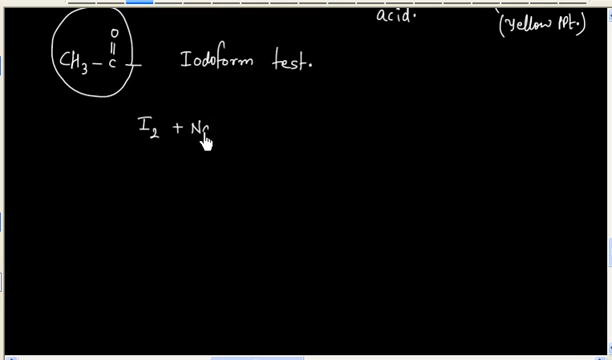 acid.
(Yellow Ppt.
O
CH3 – C – Iodoform test.
I2 + Na